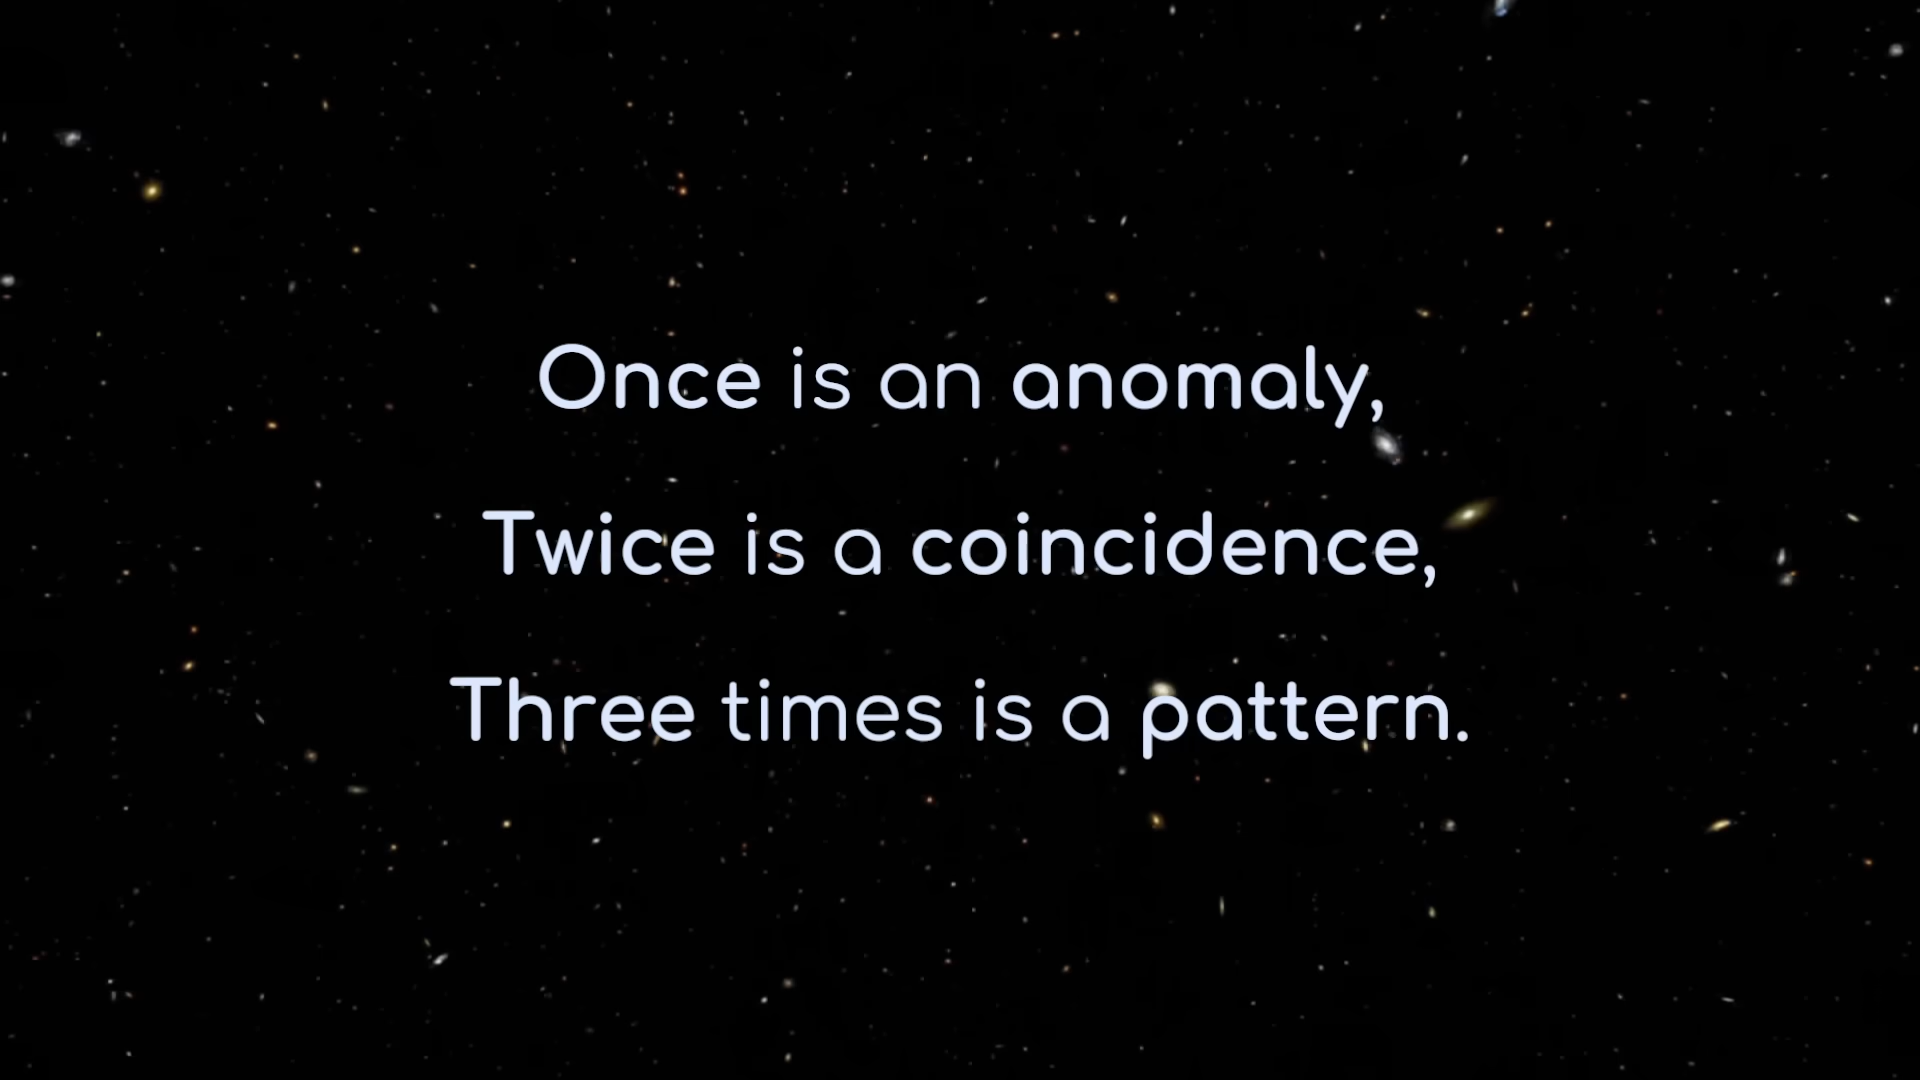 Once is an anomaly,
Twice is a coincidence,
Three times is a pattern.